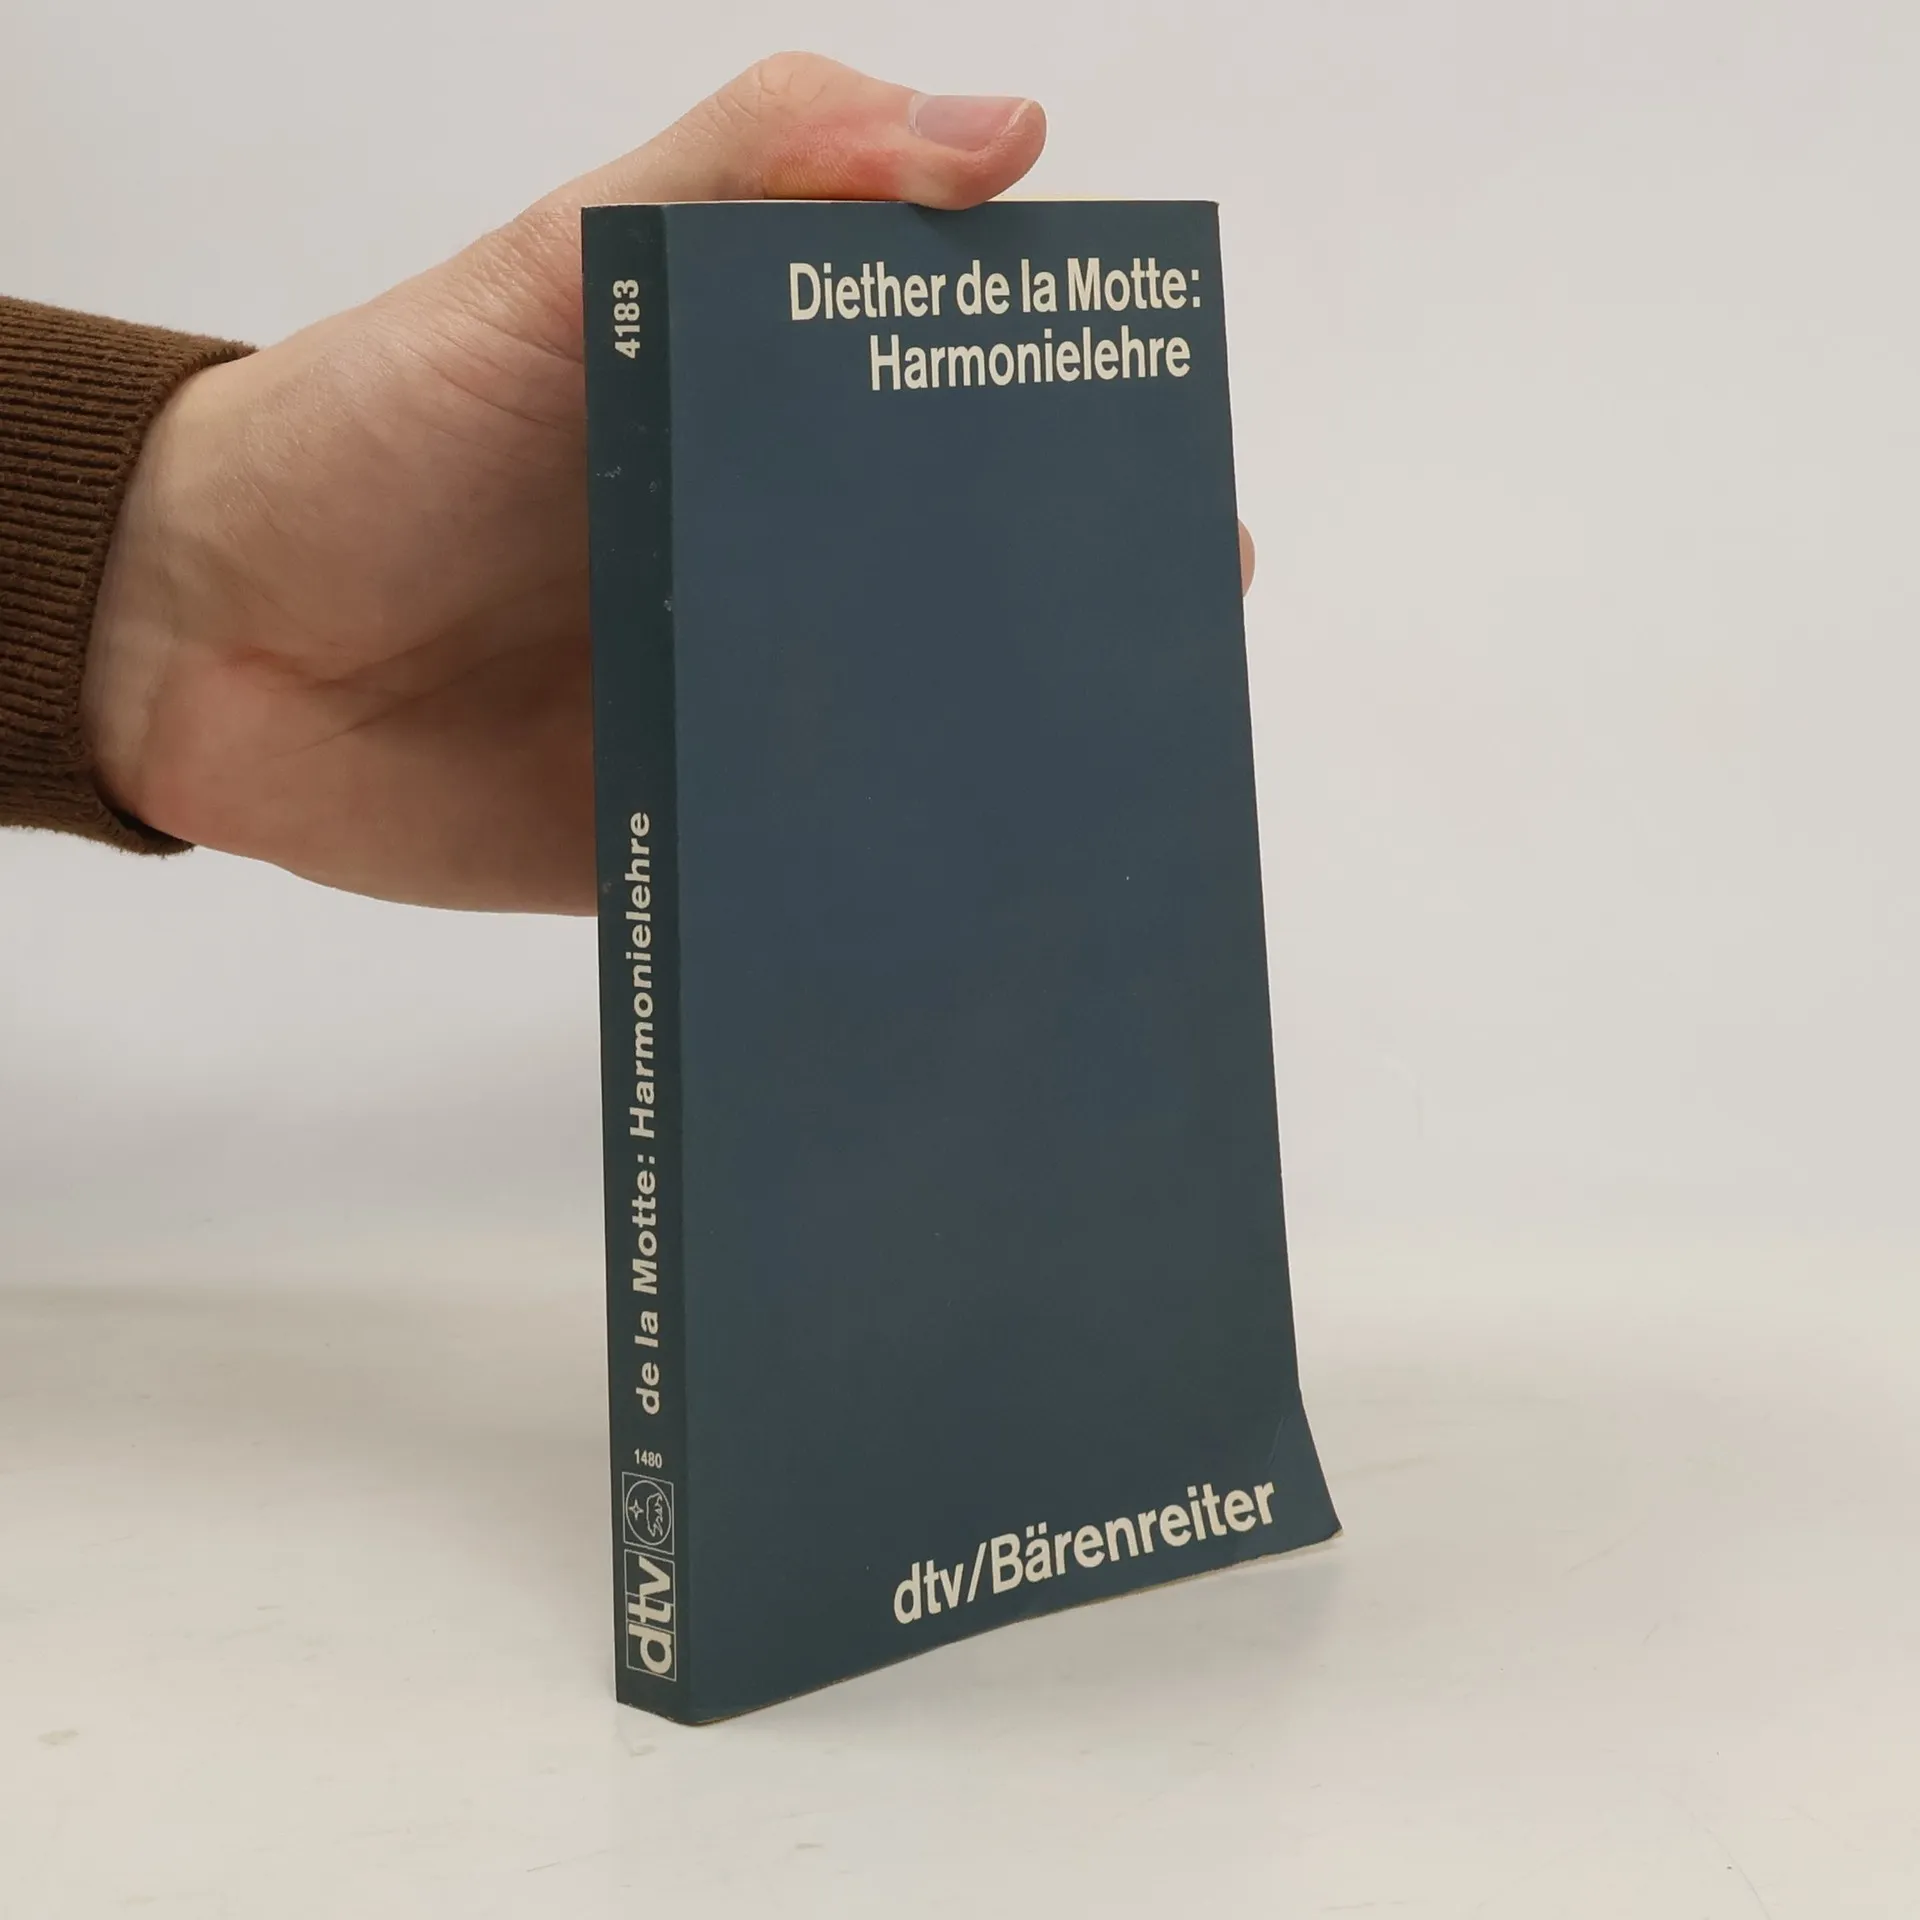 Diether de la Motte:
Harmonielehre
dtv/Bärenreiter
4183
de la Motte: Harmonielehre
1480
dtv